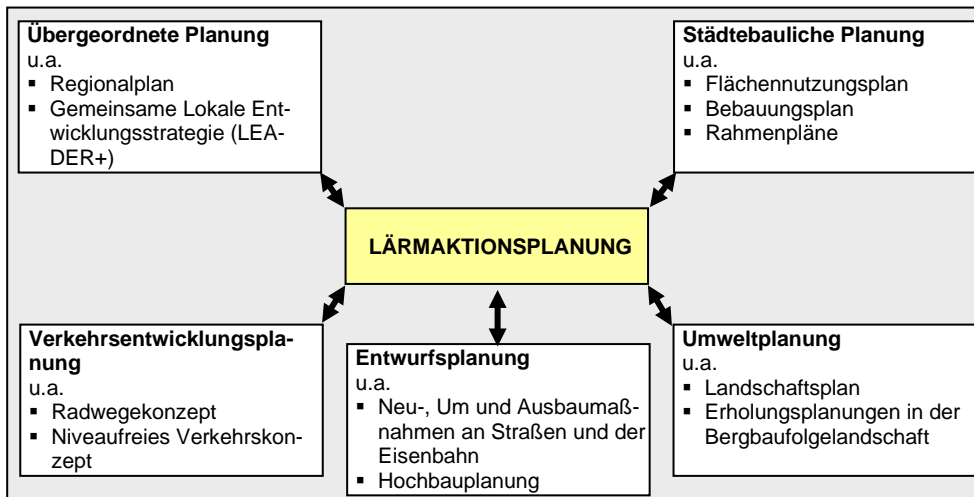 Übergeordnete Planung
u.a.
▪ Regionalplan
▪ Gemeinsame Lokale Ent-
wicklungsstrategie (LEA-
DER+)
Städtebauliche Planung
u.a.
▪ Flächennutzungsplan
▪ Bebauungsplan
▪ Rahmenpläne
LÄRMAKTIONSPLANUNG
Verkehrsentwicklungspla-
nung
u.a.
▪ Radwegekonzept
▪ Niveaufreies Verkehrskon-
zept
Entwurfsplanung
u.a.
▪ Neu-, Um und Ausbaumaß-
nahmen an Straßen und der
Eisenbahn
▪ Hochbauplanung
Umweltplanung
u.a.
▪ Landschaftsplan
▪ Erholungsplanungen in der
Bergbaufolgelandschaft